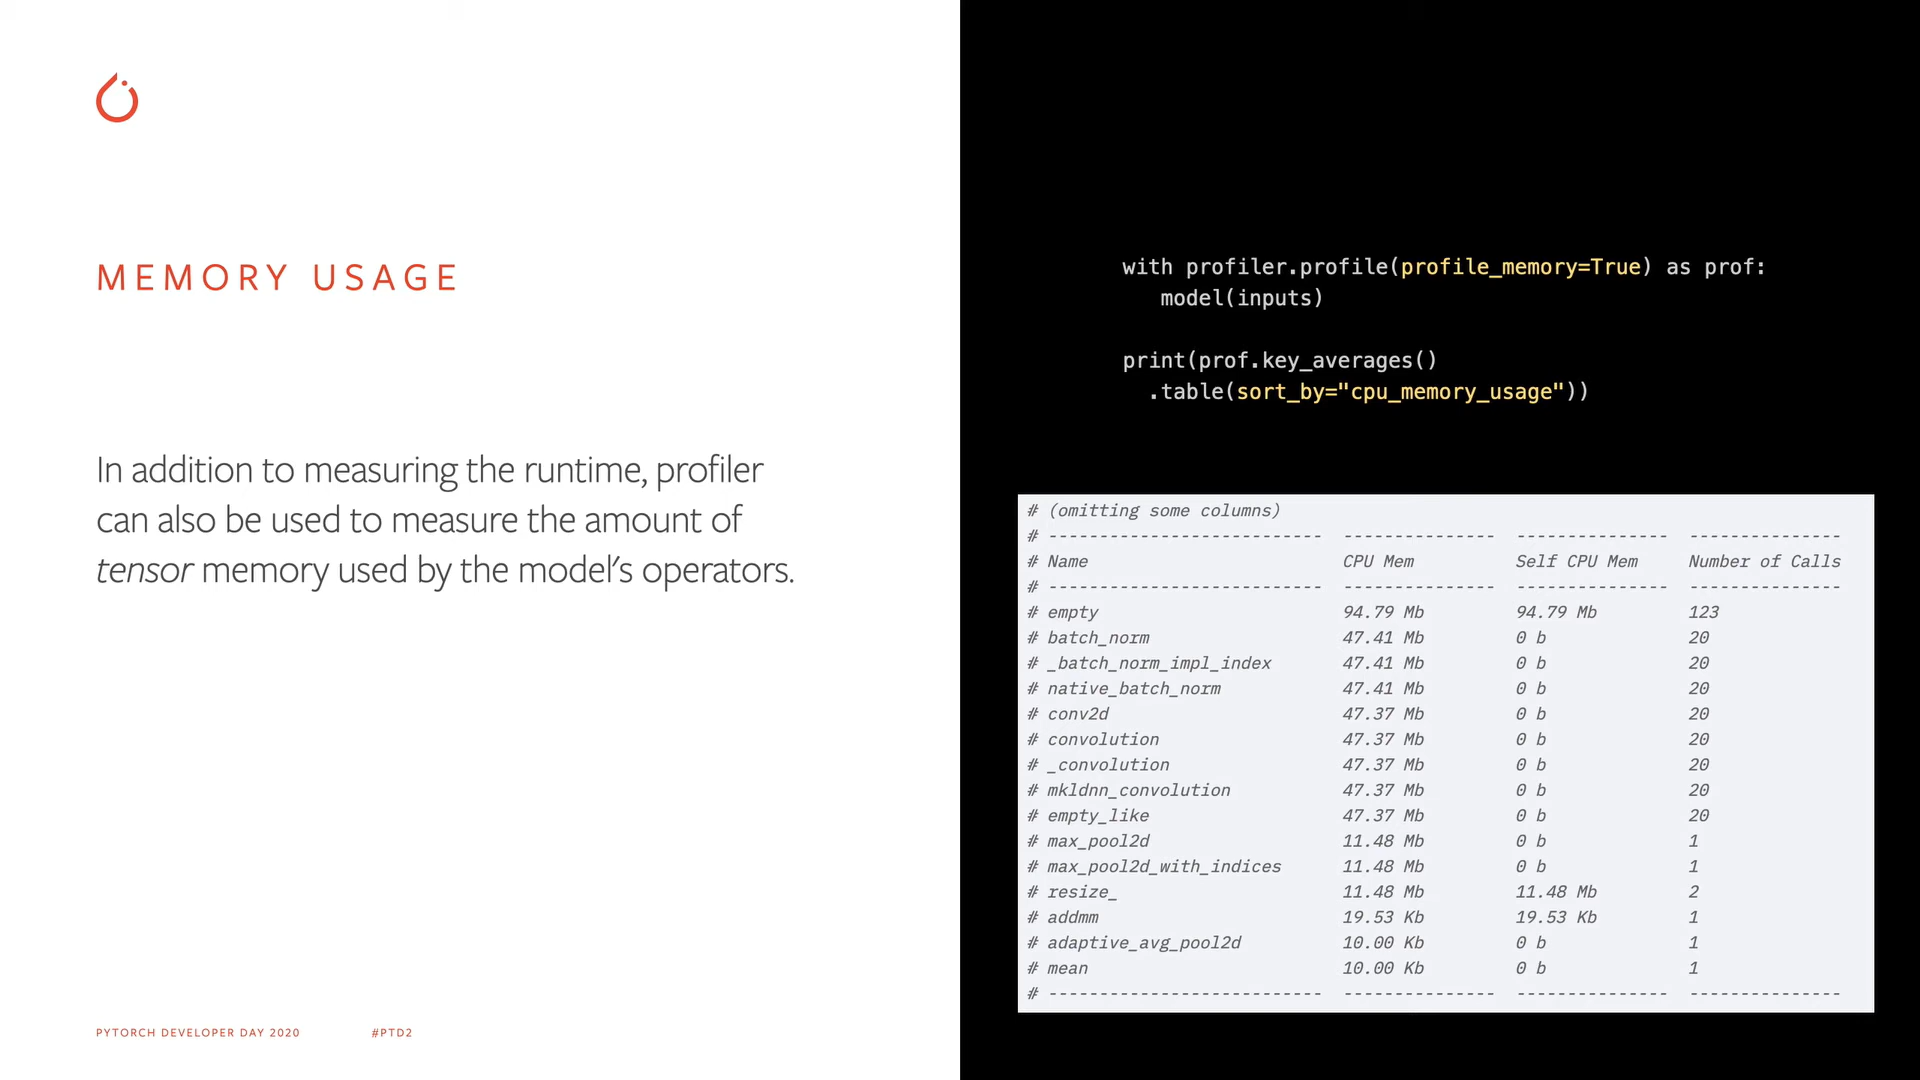 MEMORY USAGE
In addition to measuring the runtime, profiler
can also be used to measure the amount of
tensor memory used by the model's operators.
PYTORCH DEVELOPER DAY 2020 #PTD2
with profiler.profile(profile_memory=True) as prof:
model(inputs)
print(prof.key_averages()
.table(sort_by="cpu_memory_usage"))
# (omitting some columns)
# --------------------------- --------------- --------------- ---------------
# Name CPU Mem Self CPU Mem Number of Calls
# --------------------------- --------------- --------------- ---------------
# empty 94.79 Mb 94.79 Mb 123
# batch_norm 47.41 Mb 0 b 20
# _batch_norm_impl_index 47.41 Mb 0 b 20
# native_batch_norm 47.41 Mb 0 b 20
# conv2d 47.37 Mb 0 b 20
# convolution 47.37 Mb 0 b 20
# _convolution 47.37 Mb 0 b 20
# mkldnn_convolution 47.37 Mb 0 b 20
# empty_like 47.37 Mb 0 b 20
# max_pool2d 11.48 Mb 0 b 1
# max_pool2d_with_indices 11.48 Mb 0 b 1
# resize_ 11.48 Mb 11.48 Mb 2
# addmm 19.53 Kb 19.53 Kb 1
# adaptive_avg_pool2d 10.00 Kb 0 b 1
# mean 10.00 Kb 0 b 1
# --------------------------- --------------- --------------- ---------------